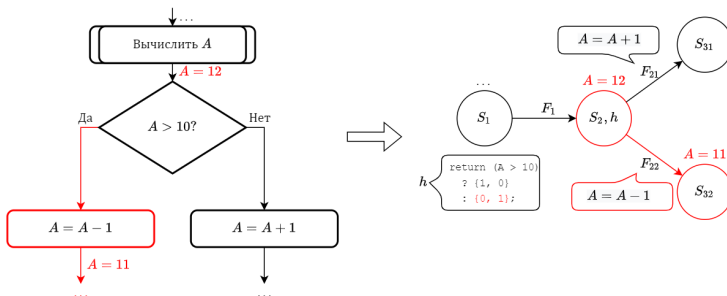 ...
Вычислить A
A = 12
Да
A > 10?
Нет
A = A − 1
A = A + 1
A = 11
...
...
A = A + 1
S₃₁
F₂₁
A = 12
...
S₁
F₁
S₂, h
h
return (A > 10)
? {1, 0}
: {0, 1};
F₂₂
A = 11
A = A − 1
S₃₂